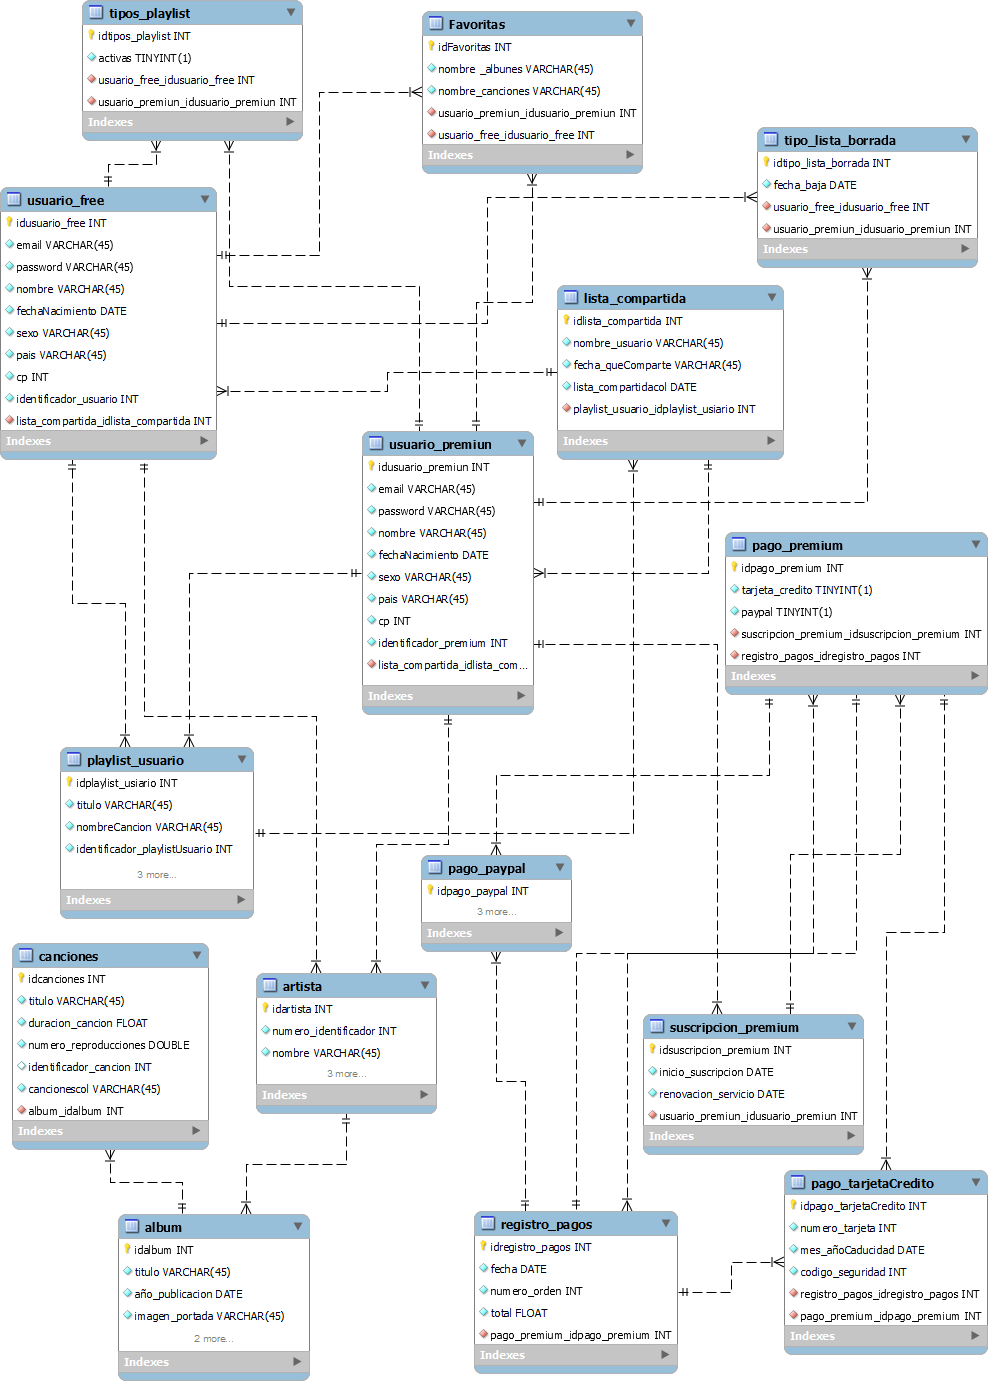 tipos_playlist
idtipos_playlist INT
activas TINYINT(1)
usuario_free_idusuario_free INT
usuario_premiun_idusuario_premiun INT
Indexes
Favoritas
idFavoritas INT
nombre _albunes VARCHAR(45)
nombre_canciones VARCHAR(45)
usuario_premiun_idusuario_premiun INT
usuario_free_idusuario_free INT
Indexes
tipo_lista_borrada
idtipo_lista_borrada INT
fecha_baja DATE
usuario_free_idusuario_free INT
usuario_premiun_idusuario_premiun INT
Indexes
usuario_free
idusuario_free INT
email VARCHAR(45)
password VARCHAR(45)
nombre VARCHAR(45)
fechaNacimiento DATE
sexo VARCHAR(45)
pais VARCHAR(45)
cp INT
identificador_usuario INT
lista_compartida_idlista_compartida INT
Indexes
lista_compartida
idlista_compartida INT
nombre_usuario VARCHAR(45)
fecha_queComparte VARCHAR(45)
lista_compartidacol DATE
playlist_usuario_idplaylist_usiario INT
Indexes
usuario_premiun
idusuario_premiun INT
email VARCHAR(45)
password VARCHAR(45)
nombre VARCHAR(45)
fechaNacimiento DATE
sexo VARCHAR(45)
pais VARCHAR(45)
cp INT
identificador_premium INT
lista_compartida_idlista_com...
Indexes
pago_premium
idpago_premium INT
tarjeta_credito TINYINT(1)
paypal TINYINT(1)
suscripcion_premium_idsuscripcion_premium INT
registro_pagos_idregistro_pagos INT
Indexes
playlist_usuario
idplaylist_usiario INT
titulo VARCHAR(45)
nombreCancion VARCHAR(45)
identificador_playlistUsuario INT
3 more...
Indexes
pago_paypal
idpago_paypal INT
3 more...
Indexes
canciones
idcanciones INT
titulo VARCHAR(45)
duracion_cancion FLOAT
numero_reproducciones DOUBLE
identificador_cancion INT
cancionescol VARCHAR(45)
album_idalbum INT
Indexes
artista
idartista INT
numero_identificador INT
nombre VARCHAR(45)
3 more...
Indexes
suscripcion_premium
idsuscripcion_premium INT
inicio_suscripcion DATE
renovacion_servicio DATE
usuario_premiun_idusuario_premiun INT
Indexes
album
idalbum INT
titulo VARCHAR(45)
año_publicacion DATE
imagen_portada VARCHAR(45)
2 more...
Indexes
registro_pagos
idregistro_pagos INT
fecha DATE
numero_orden INT
total FLOAT
pago_premium_idpago_premium INT
Indexes
pago_tarjetaCredito
idpago_tarjetaCredito INT
numero_tarjeta INT
mes_añoCaducidad DATE
codigo_seguridad INT
registro_pagos_idregistro_pagos INT
pago_premium_idpago_premium INT
Indexes